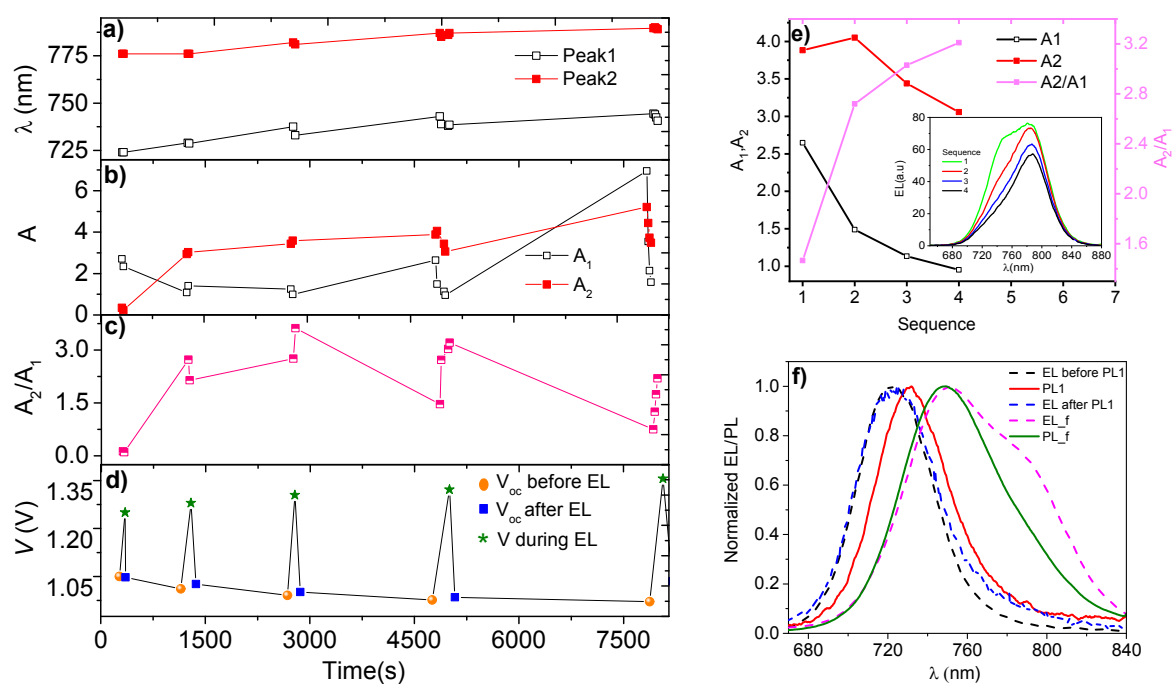 a)
775
750
725
λ (nm)
Peak1
Peak2
b)
6
4
2
0
A
A1
A2
c)
3.0
1.5
0.0
A2/A1
d)
1.35
1.20
1.05
V (V)
Voc before EL
Voc after EL
V during EL
0 1500 3000 4500 6000 7500
Time(s)
e)
4.0
3.5
3.0
2.5
2.0
1.5
1.0
A1,A2
A1
A2
A2/A1
3.2
2.8
2.4
2.0
1.6
A2/A1
80
60
40
20
0
EL(a.u)
Sequence
1
2
3
4
680 720 760 800 840 880
λ(nm)
1 2 3 4 5 6 7
Sequence
f)
1.0
0.8
0.6
0.4
0.2
0.0
Normalized EL/PL
EL before PL1
PL1
EL after PL1
EL_f
PL_f
680 720 760 800 840
λ (nm)